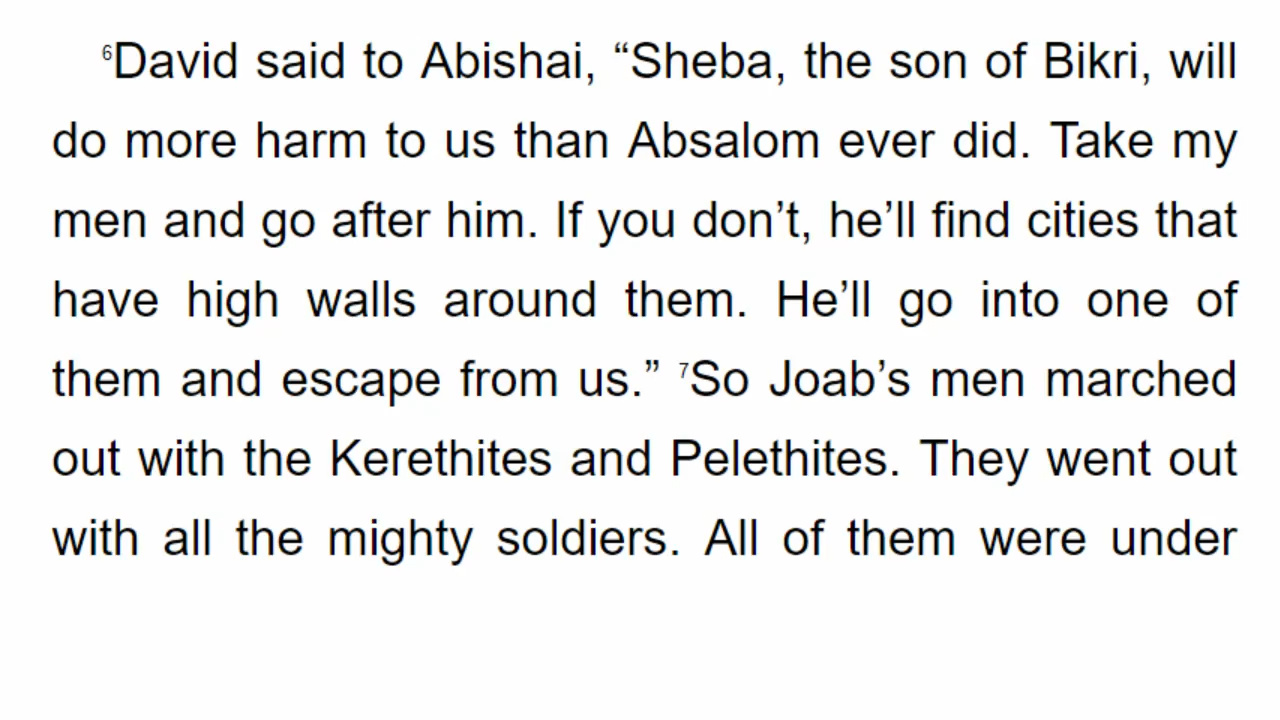 ⁶David said to Abishai, “Sheba, the son of Bikri, will
do more harm to us than Absalom ever did. Take my
men and go after him. If you don’t, he’ll find cities that
have high walls around them. He’ll go into one of
them and escape from us.” ⁷So Joab’s men marched
out with the Kerethites and Pelethites. They went out
with all the mighty soldiers. All of them were under